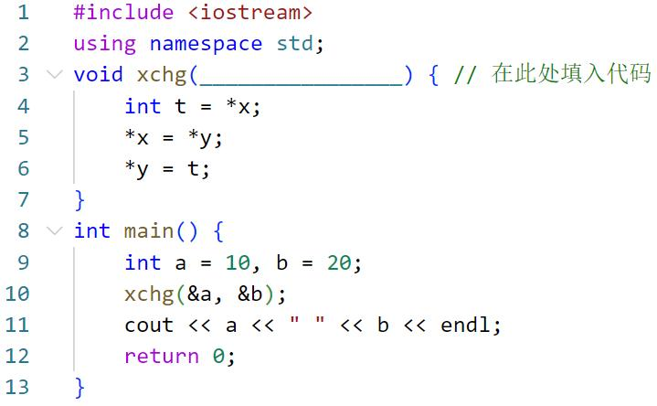 1 #include <iostream>
2 using namespace std;
3 void xchg(________________) { // 在此处填入代码
4 int t = *x;
5 *x = *y;
6 *y = t;
7 }
8 int main() {
9 int a = 10, b = 20;
10 xchg(&a, &b);
11 cout << a << " " << b << endl;
12 return 0;
13 }